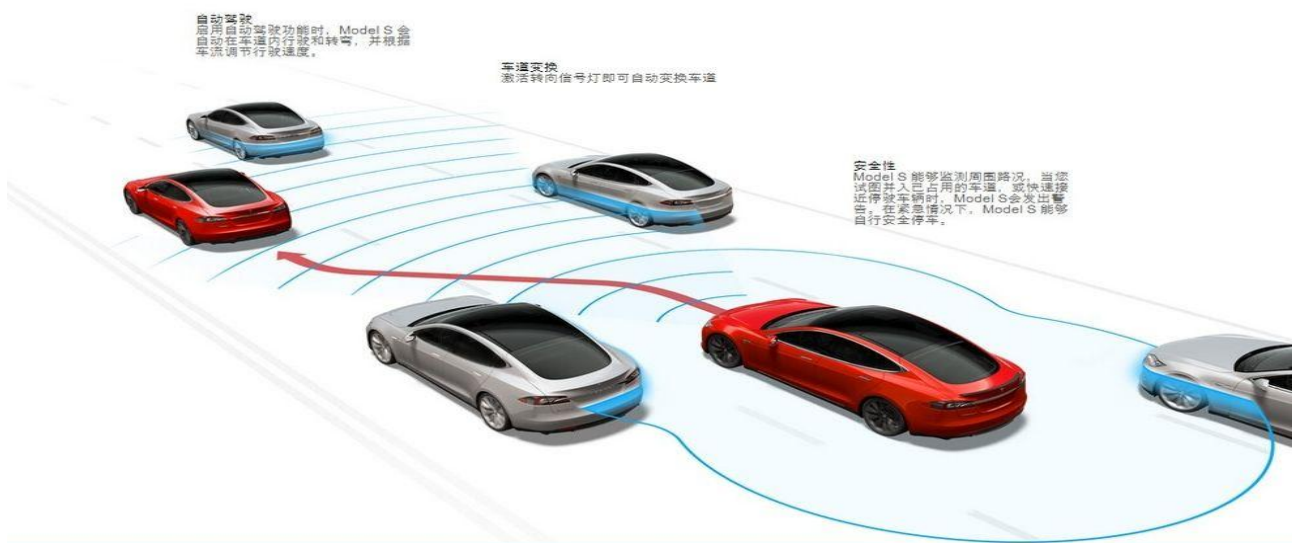 自动驾驶
启用自动驾驶功能时，Model S 会
自动在车道内行驶和转弯，并根据
车流调节行驶速度。
车道变换
激活转向信号灯即可自动变换车道
安全性
Model S 能够监测周围路况，当您
试图并入已占用的车道，或快速接
近停驶车辆时，Model S会发出警
告。在紧急情况下，Model S 能够
自行安全停车。